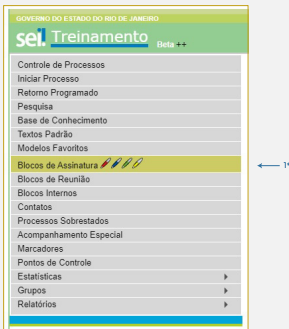 GOVERNO DO ESTADO DO RIO DE JANEIRO
sei! Treinamento Beta ++
Controle de Processos
Iniciar Processo
Retorno Programado
Pesquisa
Base de Conhecimento
Textos Padrão
Modelos Favoritos
Blocos de Assinatura
Blocos de Reunião
Blocos Internos
Contatos
Processos Sobrestados
Acompanhamento Especial
Marcadores
Pontos de Controle
Estatísticas
Grupos
Relatórios